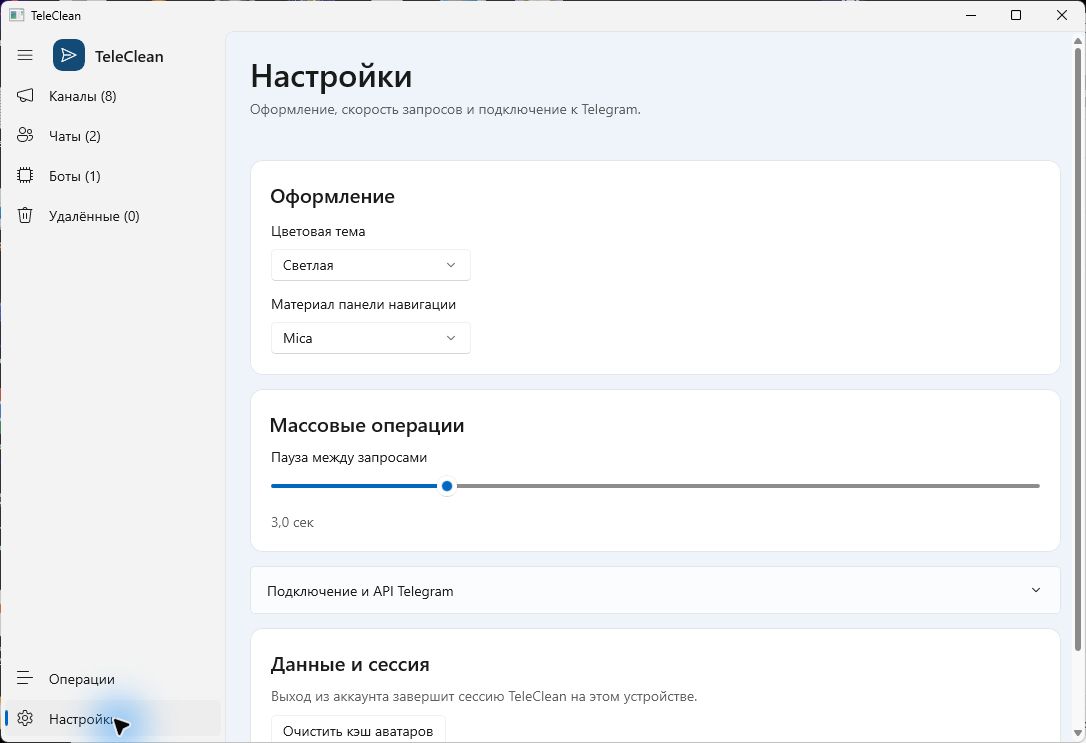 TeleClean
TeleClean
Каналы (8)
Чаты (2)
Боты (1)
Удалённые (0)
Операции
Настройки
Настройки
Оформление, скорость запросов и подключение к Telegram.
Оформление
Цветовая тема
Светлая
Материал панели навигации
Mica
Массовые операции
Пауза между запросами
3,0 сек
Подключение и API Telegram
Данные и сессия
Выход из аккаунта завершит сессию TeleClean на этом устройстве.
Очистить кэш аватаров